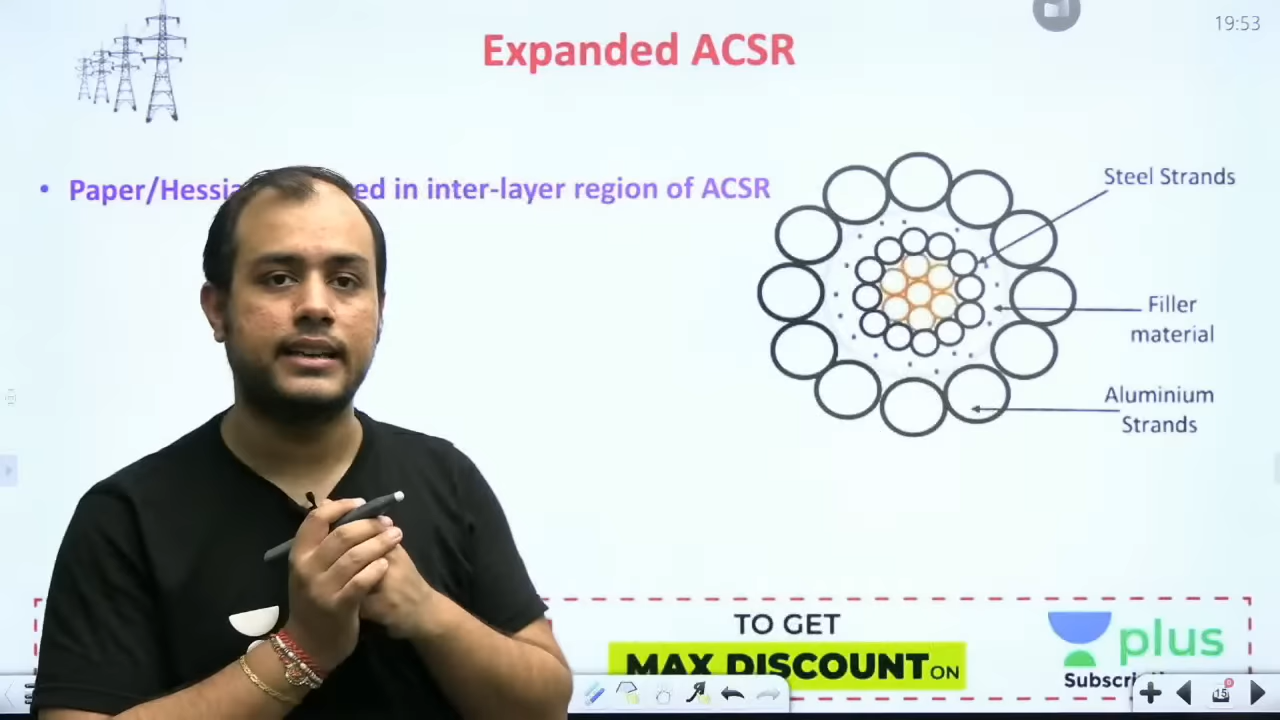 19:53
Expanded ACSR
• Paper/Hessia ed in inter-layer region of ACSR
Steel Strands
Filler
material
Aluminium
Strands
TO GET
MAX DISCOUNT ON
plus
Subscri
15